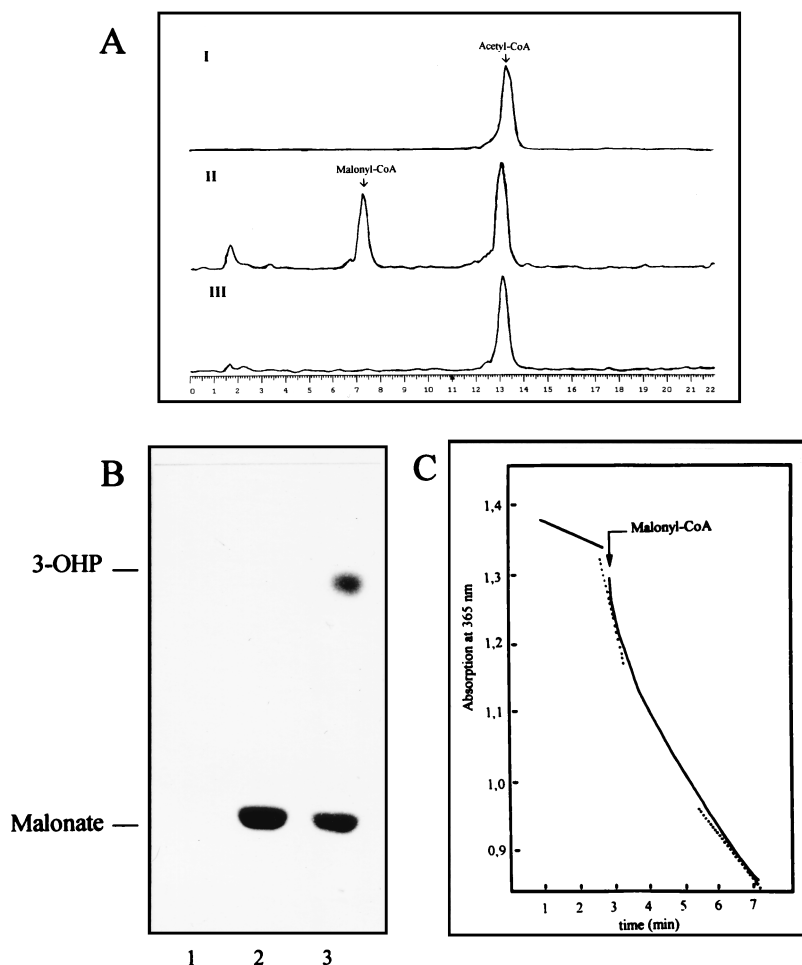 A
I
Acetyl-CoA
II
Malonyl-CoA
III
0 1 2 3 4 5 6 7 8 9 10 11 12 13 14 15 16 17 18 19 20 21 22
B
3-OHP
Malonate
1 2 3
C
Malonyl-CoA
Absorption at 365 nm
1,4
1,3
1,2
1,1
1,0
0,9
1 2 3 4 5 6 7
time (min)